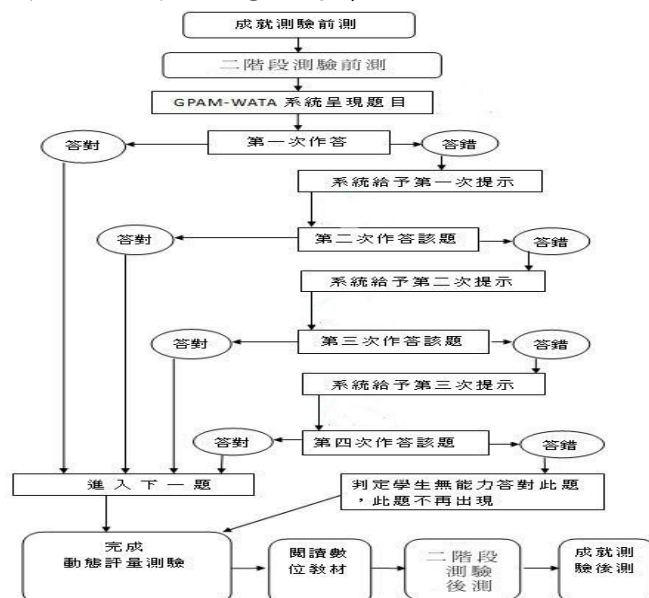 成就測驗前測
二階段測驗前測
GPAM-WATA 系統呈現題目
答對
第一次作答
答錯
系統給予第一次提示
答對
第二次作答該題
答錯
系統給予第二次提示
答對
第三次作答該題
答錯
系統給予第三次提示
答對
第四次作答該題
答錯
進入下一題
判定學生無能力答對此題
，此題不再出現
完成
動態評量測驗
閱讀數
位教材
二階段
測驗
後測
成就測
驗後測